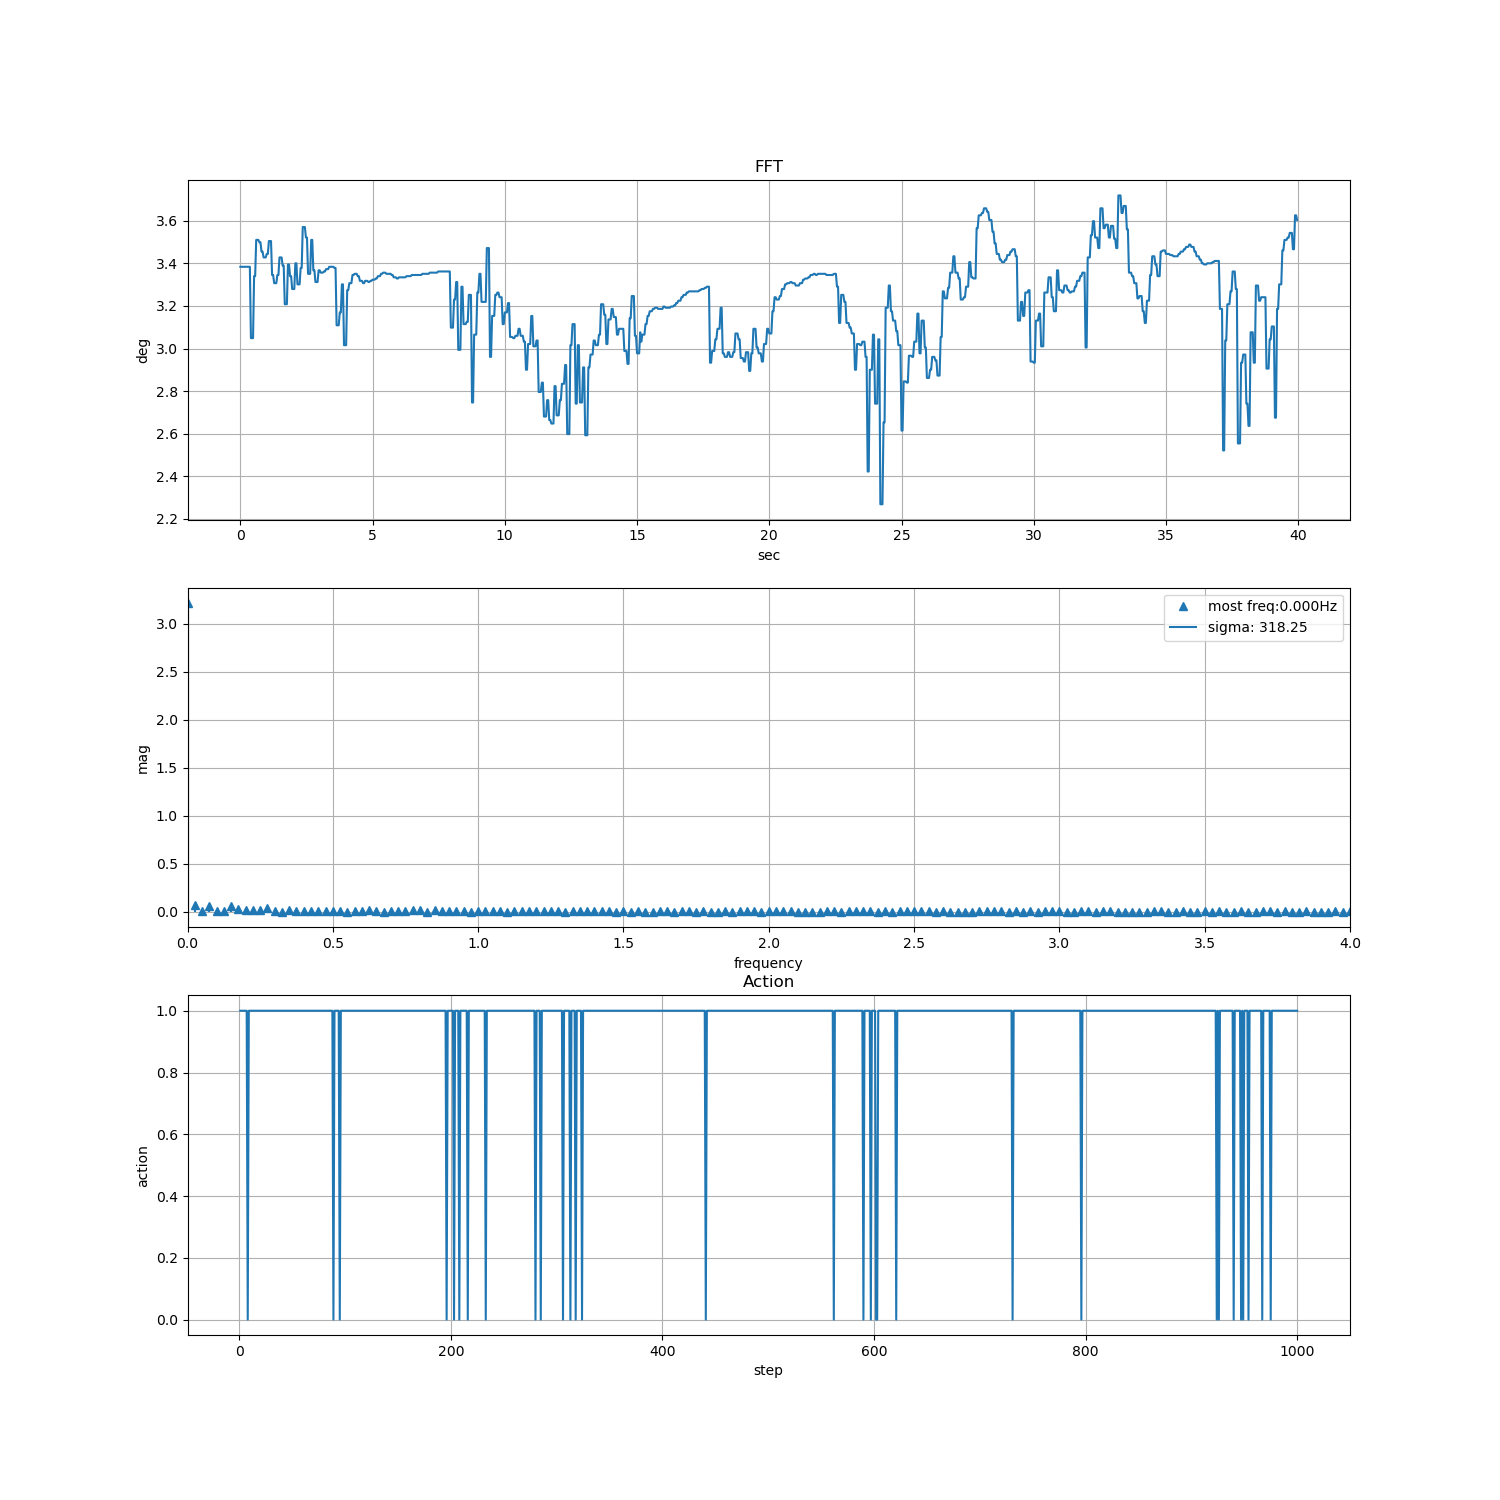 FFT
3.6
3.4
3.2
3.0
2.8
2.6
2.4
2.2
deg
0 5 10 15 20 25 30 35 40
sec
most freq:0.000Hz
sigma: 318.25
3.0
2.5
2.0
1.5
1.0
0.5
0.0
mag
0.0 0.5 1.0 1.5 2.0 2.5 3.0 3.5 4.0
frequency
Action
1.0
0.8
0.6
0.4
0.2
0.0
action
0 200 400 600 800 1000
step